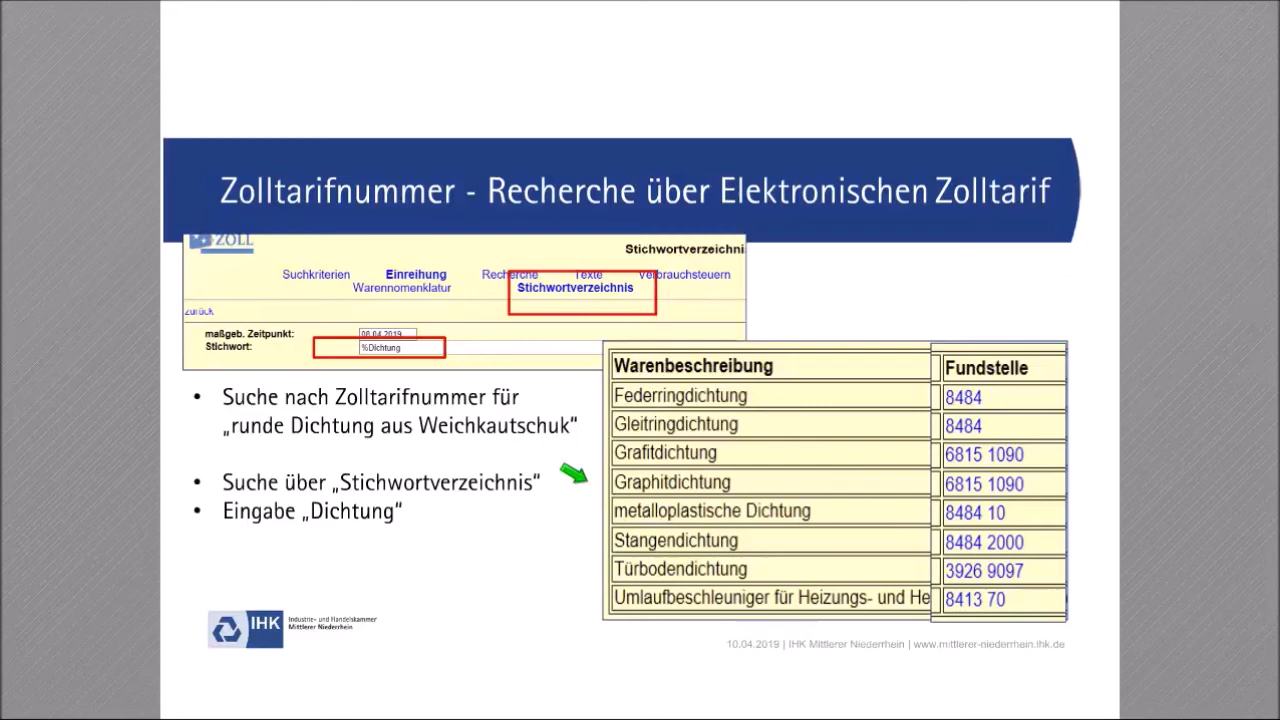 Zolltarifnummer - Recherche über Elektronischen Zolltarif
ZOLL
Stichwortverzeichni
Suchkriterien Einreihung Recherche Texte Verbrauchsteuern
Warennomenklatur Stichwortverzeichnis
zurück
maßgeb. Zeitpunkt: 08.04.2019
Stichwort: %Dichtung
• Suche nach Zolltarifnummer für
„runde Dichtung aus Weichkautschuk“
• Suche über „Stichwortverzeichnis“
• Eingabe „Dichtung“
Warenbeschreibung Fundstelle
Federringdichtung 8484
Gleitringdichtung 8484
Grafitdichtung 6815 1090
Graphitdichtung 6815 1090
metalloplastische Dichtung 8484 10
Stangendichtung 8484 2000
Türbodendichtung 3926 9097
Umlaufbeschleuniger für Heizungs- und He 8413 70
IHK Industrie- und Handelskammer
Mittlerer Niederrhein
10.04.2019 | IHK Mittlerer Niederrhein | www.mittlerer-niederrhein.ihk.de